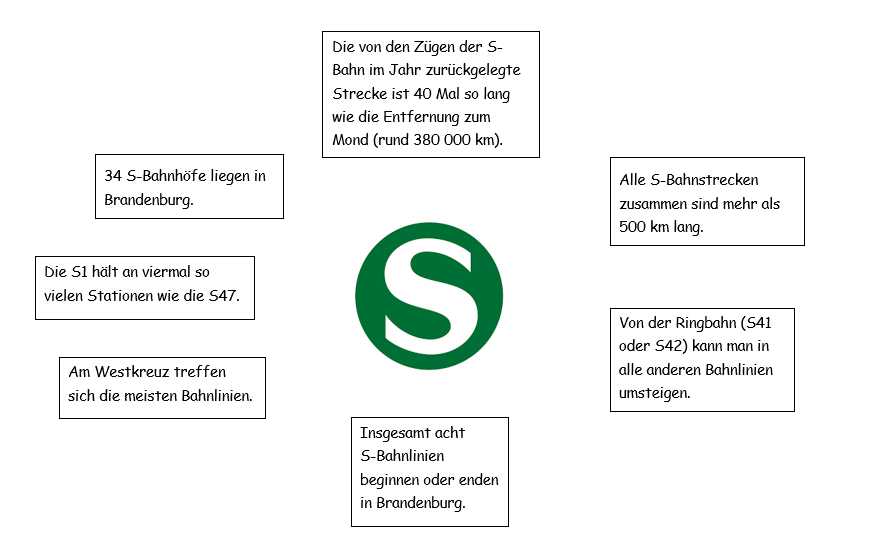 Die von den Zügen der S-
Bahn im Jahr zurückgelegte
Strecke ist 40 Mal so lang
wie die Entfernung zum
Mond (rund 380 000 km).
34 S-Bahnhöfe liegen in
Brandenburg.
Alle S-Bahnstrecken
zusammen sind mehr als
500 km lang.
Die S1 hält an viermal so
vielen Stationen wie die S47.
S
Von der Ringbahn (S41
oder S42) kann man in
alle anderen Bahnlinien
umsteigen.
Am Westkreuz treffen
sich die meisten Bahnlinien.
Insgesamt acht
S-Bahnlinien
beginnen oder enden
in Brandenburg.